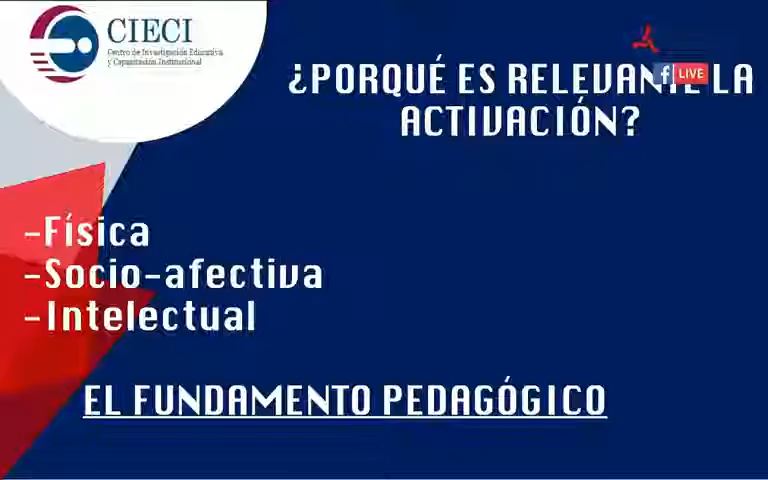 CIECI
Centro de Investigación Educativa
y Capacitación Institucional
f LIVE
¿PORQUÉ ES RELEVANTE LA
ACTIVACIÓN?
-Física
-Socio-afectiva
-Intelectual
EL FUNDAMENTO PEDAGÓGICO